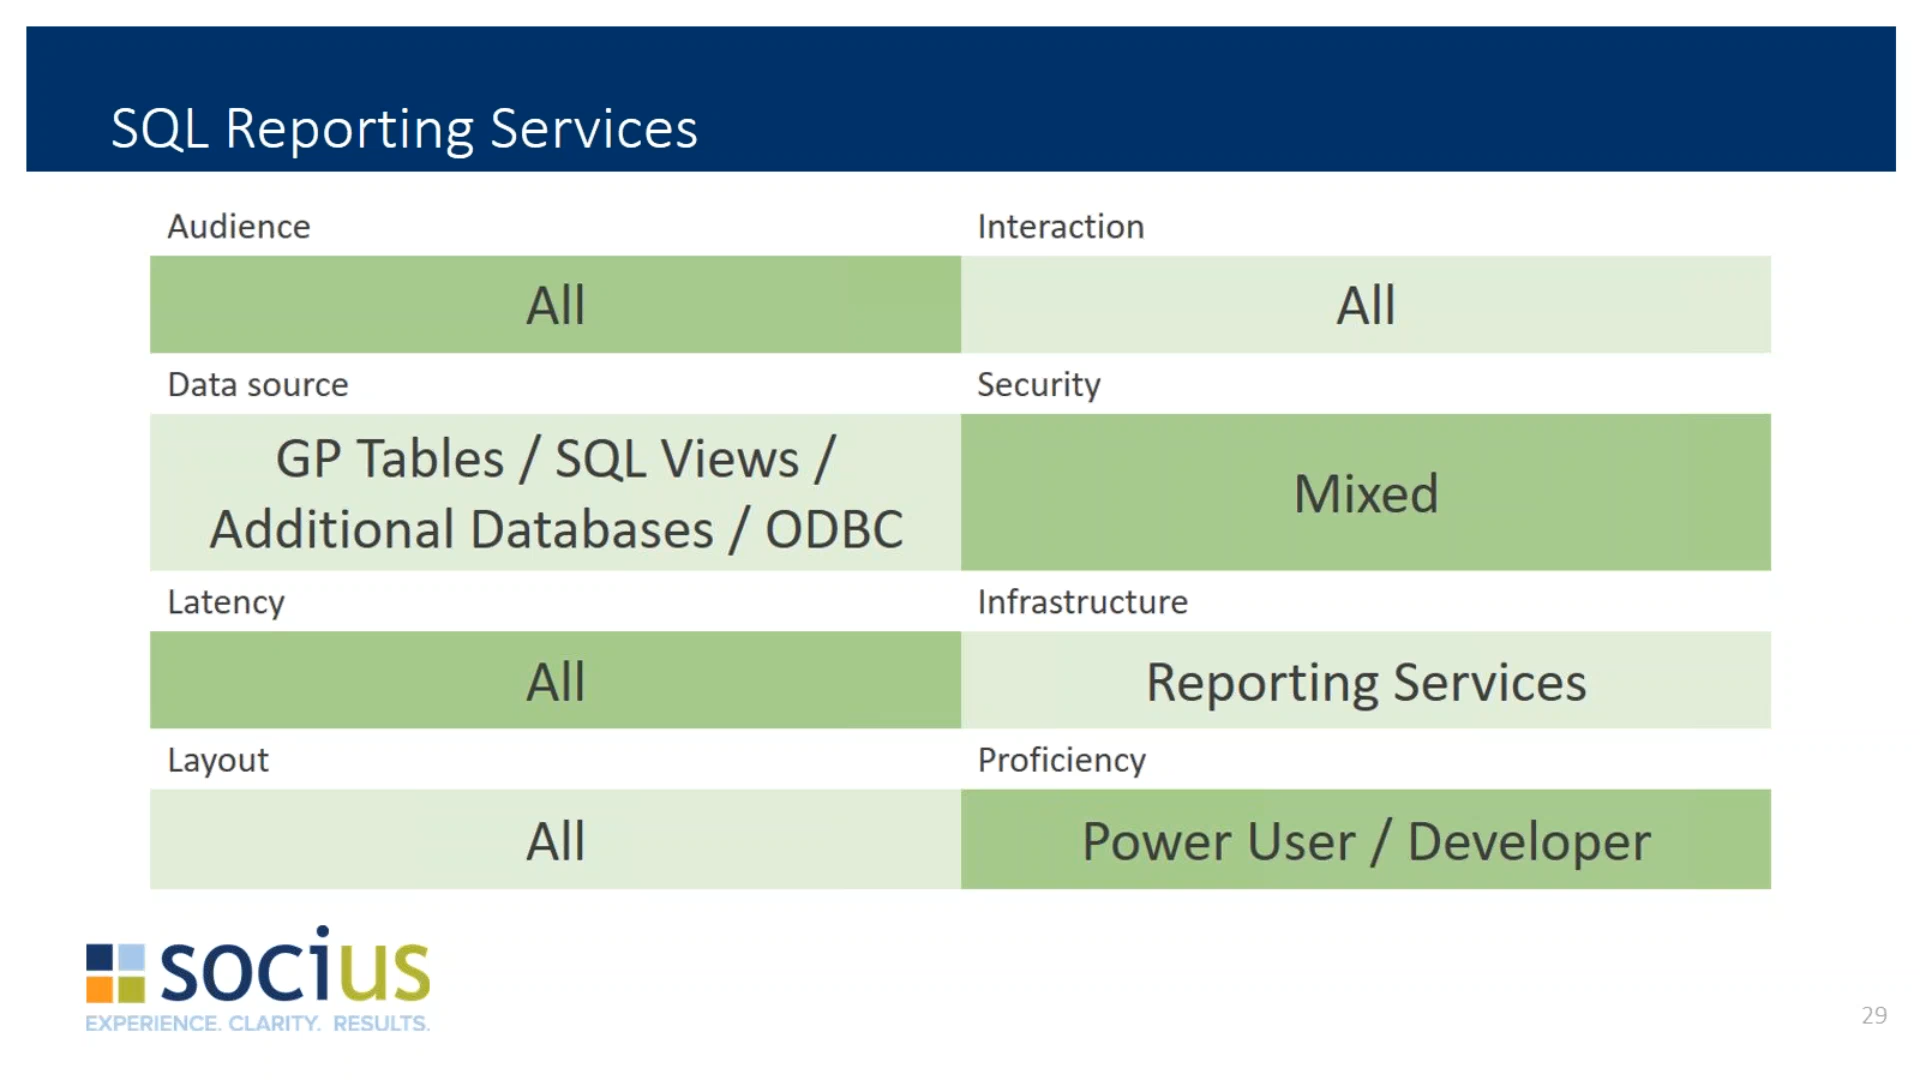 SQL Reporting Services
Audience
Interaction
All
All
Data source
Security
GP Tables / SQL Views /
Additional Databases / ODBC
Mixed
Latency
Infrastructure
All
Reporting Services
Layout
Proficiency
All
Power User / Developer
socius
EXPERIENCE. CLARITY. RESULTS.
29